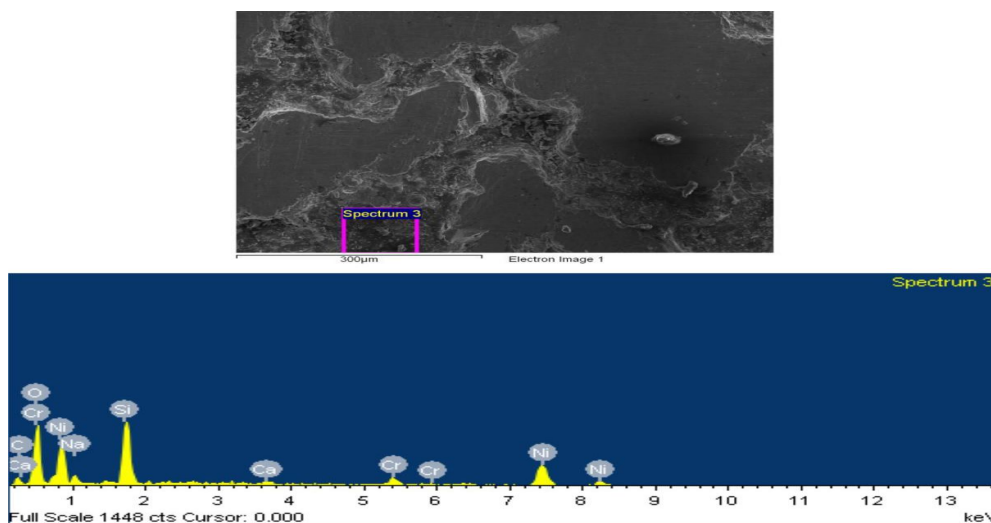 Spectrum 3
300µm Electron Image 1
Spectrum 3
O
Cr Ni Si
C Na Ni
Ca Ca Cr Cr Ni
1 2 3 4 5 6 7 8 9 10 11 12 13
Full Scale 1448 cts Cursor: 0.000 keV